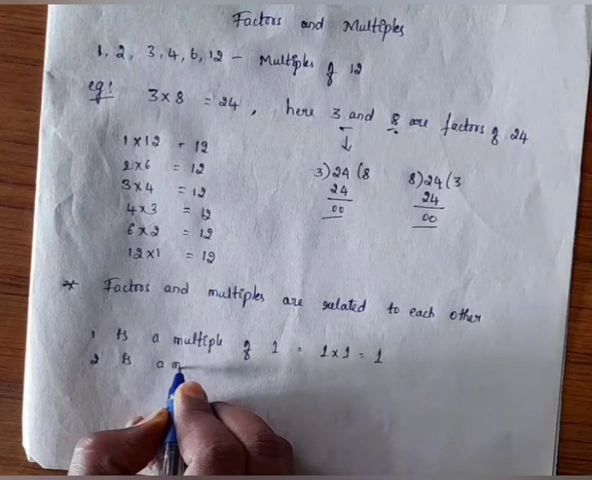 Factors and Multiples
1, 2, 3, 4, 6, 12 - Multiples of 12
eg: 3 x 8 = 24, here 3 and 8 are factors of 24
1 x 12 = 12
2 x 6 = 12
3 x 4 = 12
4 x 3 = 12
6 x 2 = 12
12 x 1 = 12
↓
3)24(8
24
00
8)24(3
24
00
* Factors and multiples are related to each other
1 is a multiple of 1 = 1x1 = 1
2 is a m